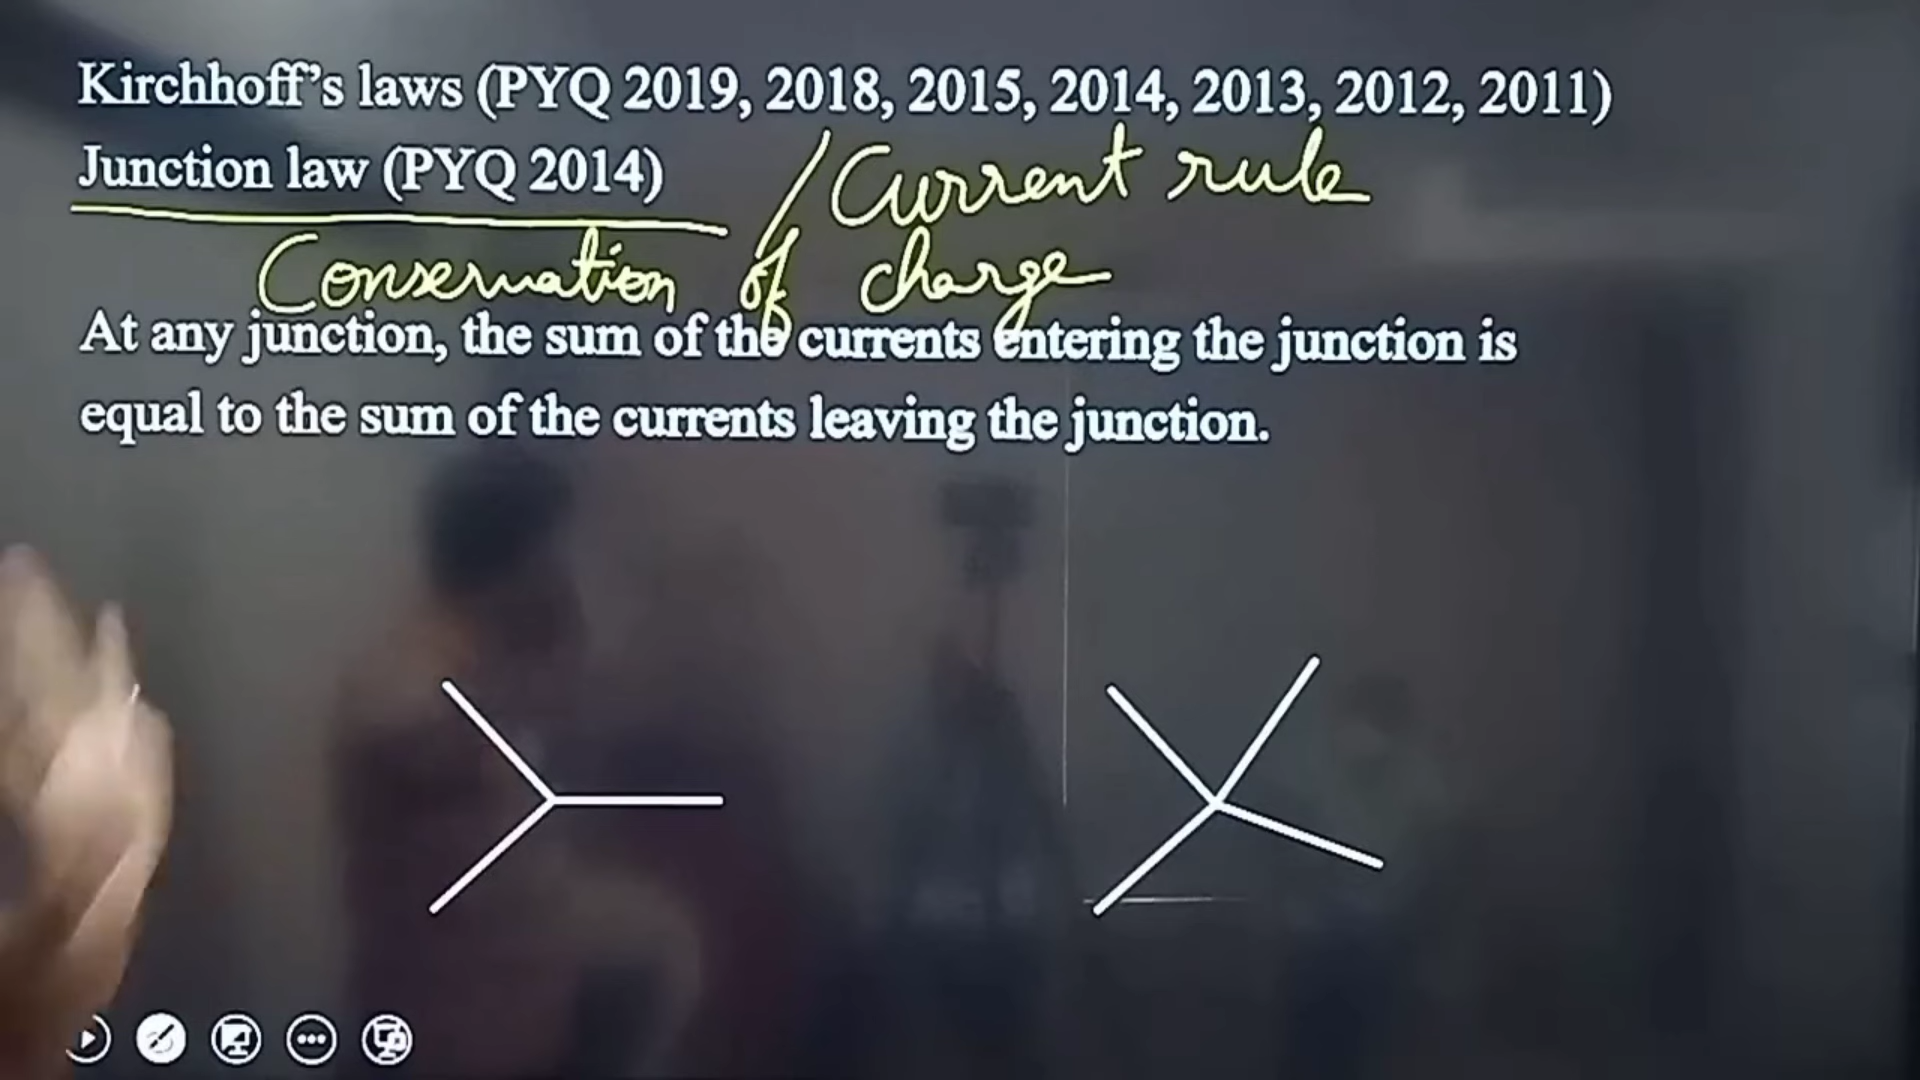 Kirchhoff's laws (PYQ 2019, 2018, 2015, 2014, 2013, 2012, 2011)
Junction law (PYQ 2014) / Current rule
Conservation of charge
At any junction, the sum of the currents entering the junction is
equal to the sum of the currents leaving the junction.